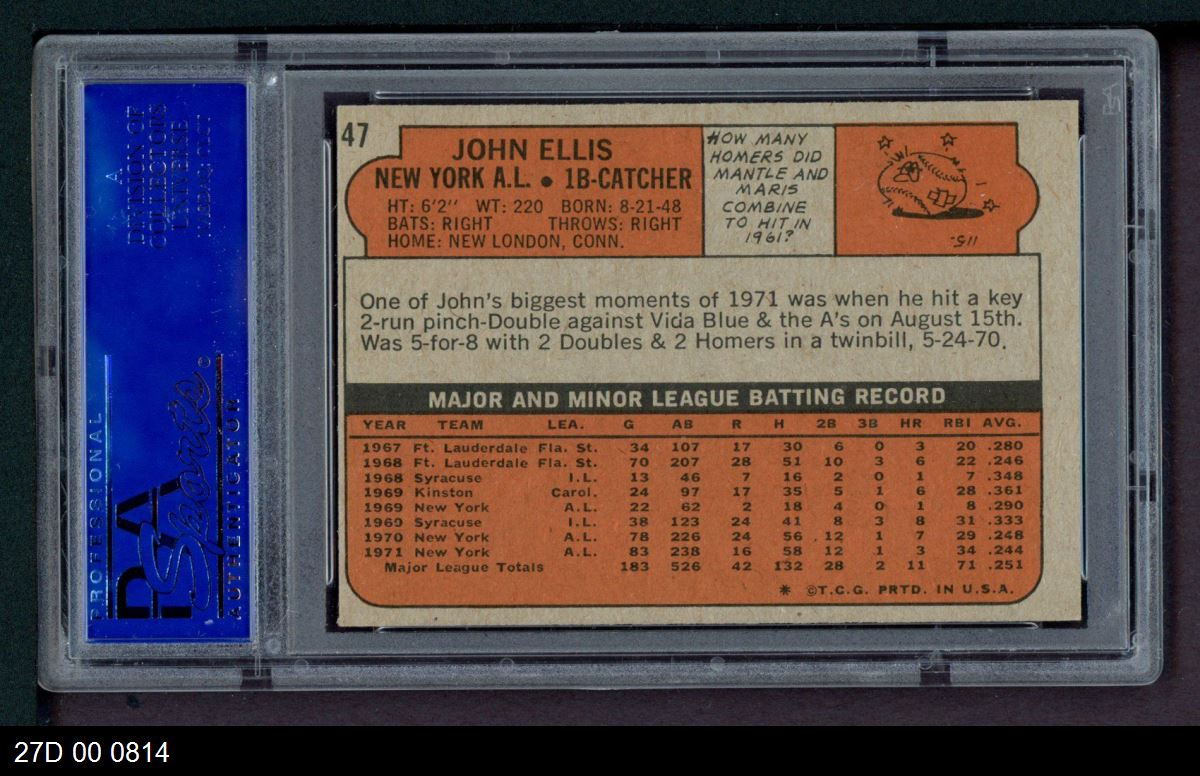 47
JOHN ELLIS
NEW YORK A.L. • 1B-CATCHER
HT: 6'2" WT: 220 BORN: 8-21-48
BATS: RIGHT THROWS: RIGHT
HOME: NEW LONDON, CONN.
HOW MANY
HOMERS DID
MANTLE AND
MARIS
COMBINE
TO HIT IN
1961?
One of John's biggest moments of 1971 was when he hit a key
2-run pinch-Double against Vida Blue & the A's on August 15th.
Was 5-for-8 with 2 Doubles & 2 Homers in a twinbill, 5-24-70.
MAJOR AND MINOR LEAGUE BATTING RECORD
YEAR TEAM LEA. G AB R H 2B 3B HR RBI AVG.
1967 Ft. Lauderdale Fla. St. 34 107 17 30 6 0 3 20 .280
1968 Ft. Lauderdale Fla. St. 70 207 28 51 10 3 6 22 .246
1968 Syracuse I.L. 13 46 7 16 2 0 1 7 .348
1969 Kinston Carol. 24 97 17 35 5 1 6 28 .361
1969 New York A.L. 22 62 2 18 4 0 1 8 .290
1969 Syracuse I.L. 38 123 24 41 8 3 8 31 .333
1970 New York A.L. 78 226 24 56 12 1 7 29 .248
1971 New York A.L. 83 238 16 58 12 1 3 34 .244
Major League Totals 183 526 42 132 28 2 11 71 .251
* ©T.C.G. PRTD. IN U.S.A.
PROFESSIONAL
PSA
Sports ©
AUTHENTICATOR
A
DIVISION OF
COLLECTORS
UNIVERSE
27D 00 0814